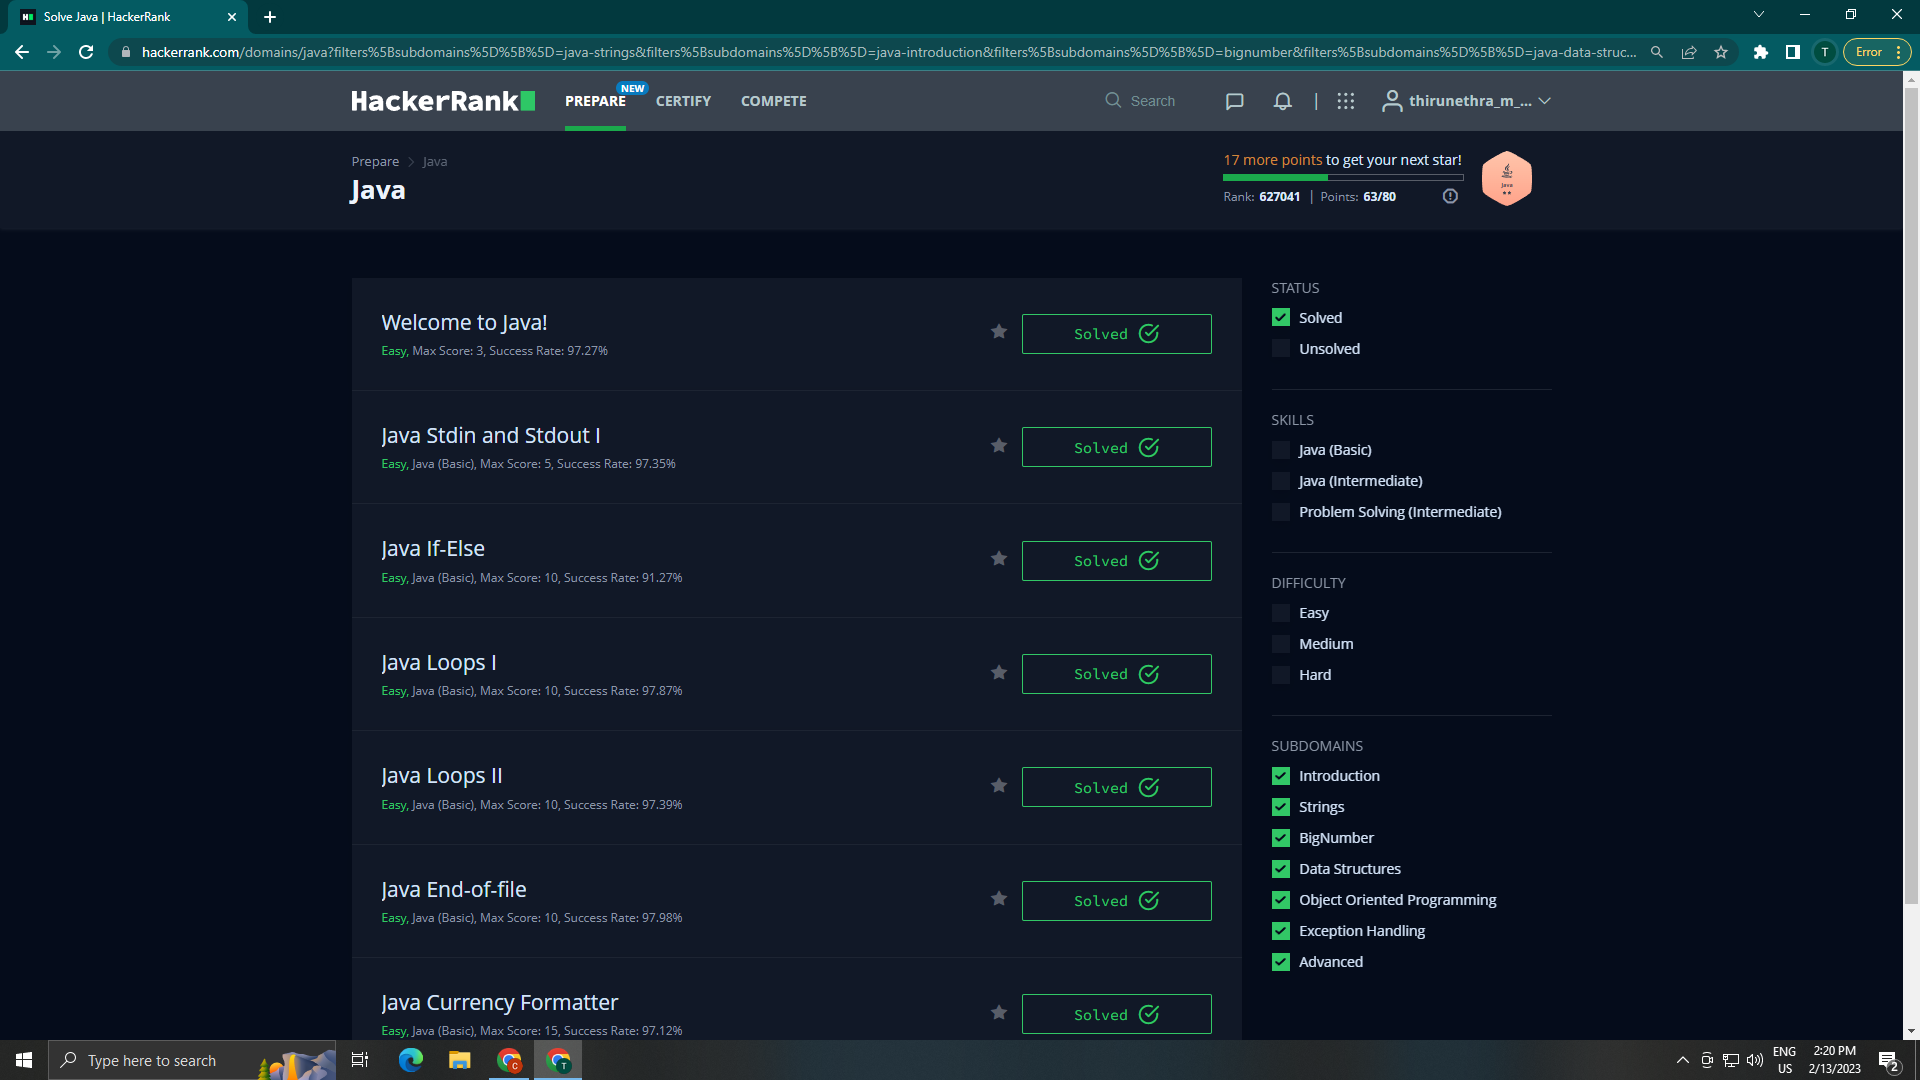 Solve Java | HackerRank
hackerrank.com/domains/java?filters%5Bsubdomains%5D%5B%5D=java-strings&filters%5Bsubdomains%5D%5B%5D=java-introduction&filters%5Bsubdomains%5D%5B%5D=bignumber&filters%5Bsubdomains%5D%5B%5D=java-data-struc...
T
Error
HackerRank
PREPARE
NEW
CERTIFY
COMPETE
Search
thirunethra_m_...
Prepare > Java
Java
17 more points to get your next star!
Rank: 627041 | Points: 63/80
Java
Welcome to Java!
Easy, Max Score: 3, Success Rate: 97.27%
Solved
Java Stdin and Stdout I
Easy, Java (Basic), Max Score: 5, Success Rate: 97.35%
Solved
Java If-Else
Easy, Java (Basic), Max Score: 10, Success Rate: 91.27%
Solved
Java Loops I
Easy, Java (Basic), Max Score: 10, Success Rate: 97.87%
Solved
Java Loops II
Easy, Java (Basic), Max Score: 10, Success Rate: 97.39%
Solved
Java End-of-file
Easy, Java (Basic), Max Score: 10, Success Rate: 97.98%
Solved
Java Currency Formatter
Easy, Java (Basic), Max Score: 15, Success Rate: 97.12%
Solved
STATUS
Solved
Unsolved
SKILLS
Java (Basic)
Java (Intermediate)
Problem Solving (Intermediate)
DIFFICULTY
Easy
Medium
Hard
SUBDOMAINS
Introduction
Strings
BigNumber
Data Structures
Object Oriented Programming
Exception Handling
Advanced
Type here to search
C
T
ENG
US
2:20 PM
2/13/2023
2